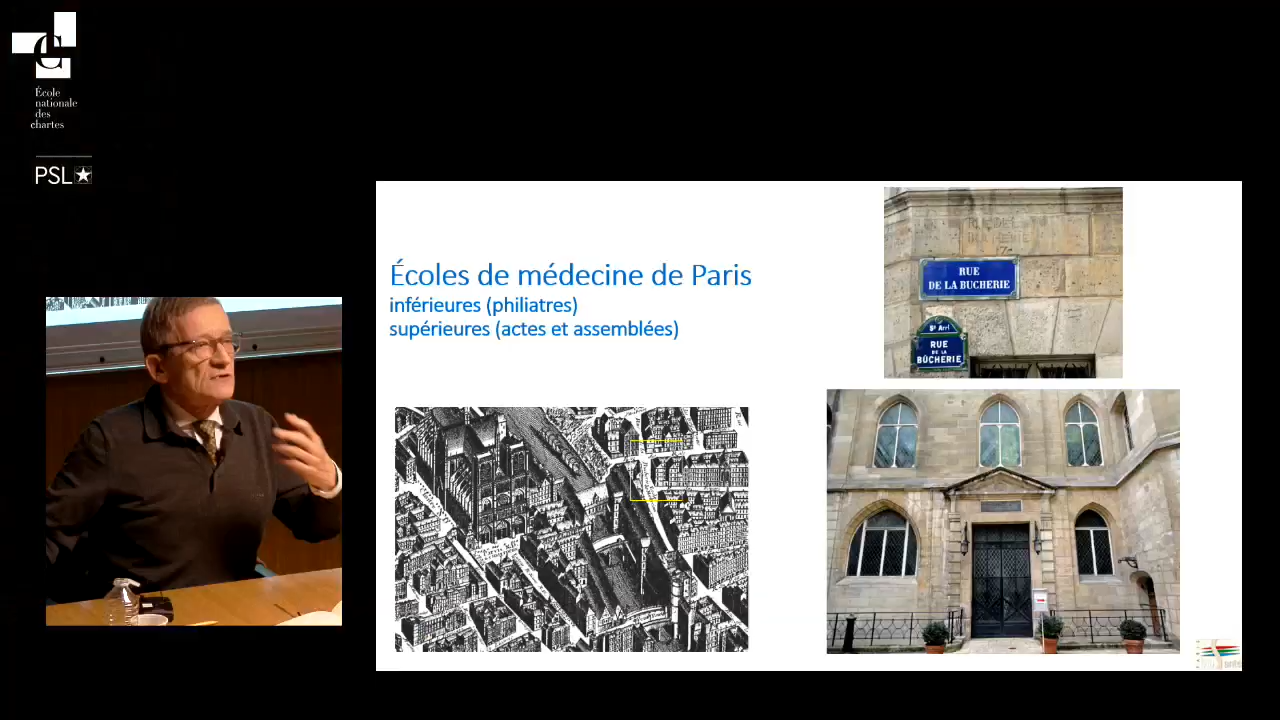 École
nationale
des
chartes
PSL
Écoles de médecine de Paris
inférieures (philiatres)
supérieures (actes et assemblées)
RUE
DE LA BUCHERIE
5e Arrt
RUE
DE LA
BÛCHERIE